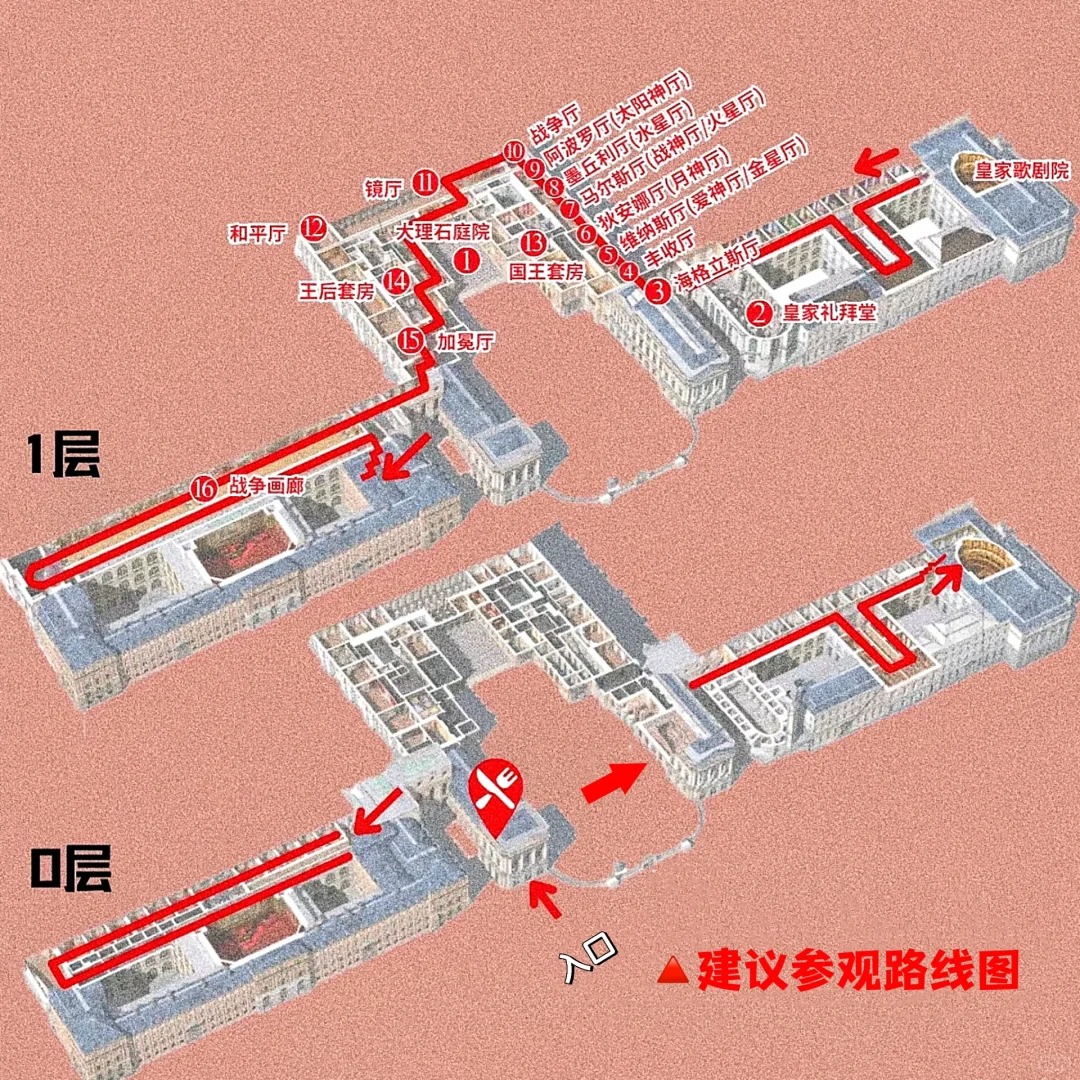 ⑩ 战争厅
⑨ 阿波罗厅(太阳神厅)
⑧ 墨丘利厅(水星厅)
⑦ 马尔斯厅(战神厅/火星厅)
⑥ 狄安娜厅(月神厅)
⑤ 维纳斯厅(爱神厅/金星厅)
④ 丰收厅
③ 海格立斯厅
皇家歌剧院
镜厅 ⑪
和平厅 ⑫
大理石庭院
①
⑬
国王套房
⑭
王后套房
② 皇家礼拜堂
⑮ 加冕厅
1层
⑯ 战争画廊
0层
入口
建议参观路线图